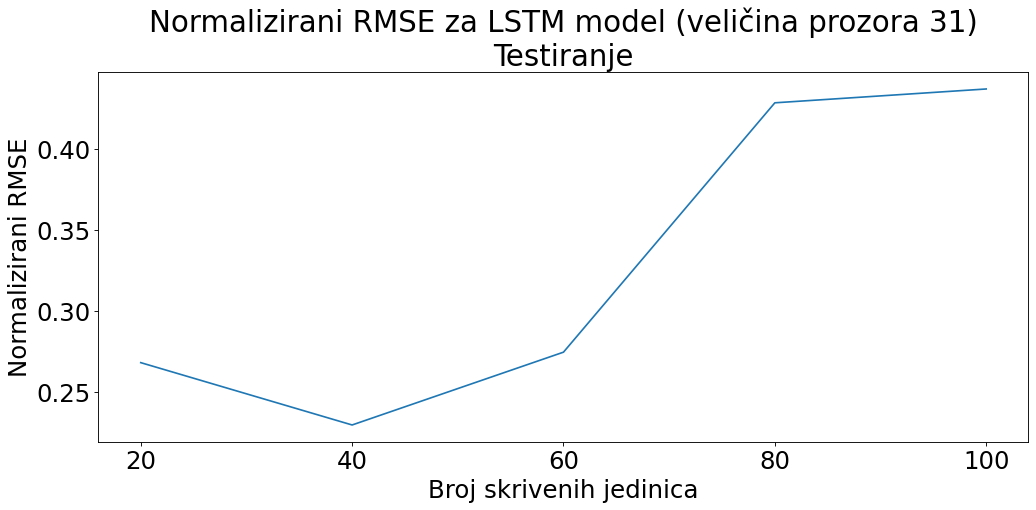 Normalizirani RMSE za LSTM model (veličina prozora 31)
Testiranje
Normalizirani RMSE
0.40
0.35
0.30
0.25
20 40 60 80 100
Broj skrivenih jedinica